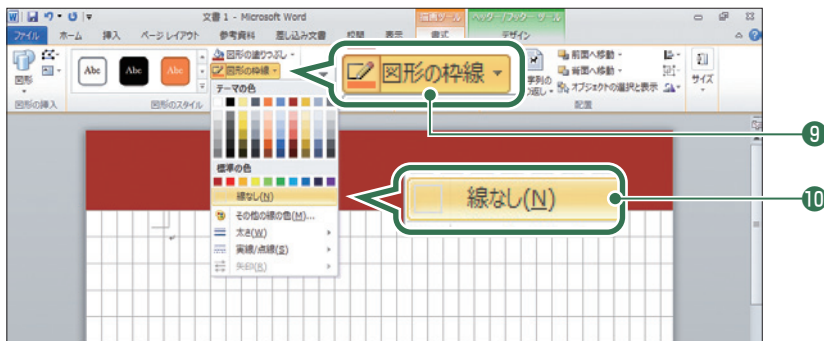 文書 1 - Microsoft Word
描画ツール
ヘッダー/フッター ツール
ファイル ホーム 挿入 ページ レイアウト 参考資料 差し込み文書 校閲 表示 書式 デザイン
図形
Abc Abc Abc
図形の塗りつぶし
図形の枠線
図形の枠線
前面へ移動
背面へ移動
オブジェクトの選択と表示
サイズ
図形の挿入
図形のスタイル
配置
❾
テーマの色
標準の色
線なし(N)
線なし(N)
❿
その他の線の色(M)...
太さ(W)
実線/点線(S)
矢印(R)